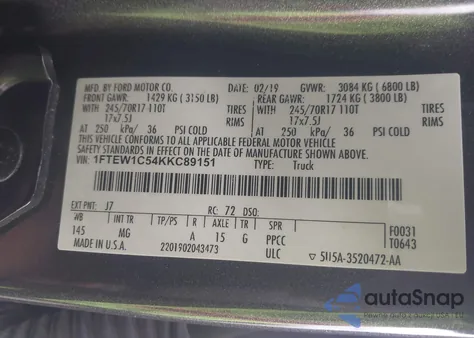 MFD. BY FORD MOTOR CO. DATE: 02/19 GVWR: 3084 KG (6800 LB)
FRONT GAWR: 1429 KG (3150 LB) REAR GAWR: 1724 KG (3800 LB)
WITH 245/70R17 110T TIRES WITH 245/70R17 110T TIRES
17x7.5J RIMS 17x7.5J RIMS
AT 250 kPa/ 36 PSI COLD AT 250 kPa/ 36 PSI COLD
THIS VEHICLE CONFORMS TO ALL APPLICABLE FEDERAL MOTOR VEHICLE
SAFETY STANDARDS IN EFFECT ON THE DATE OF MANUFACTURE SHOWN ABOVE.
VIN: 1FTEW1C54KKC89151 TYPE: Truck
EXT PNT: J7 RC: 72 DSO: F0031
WB INT TR TP/PS R AXLE TR SPR T0643
145 MG A 15 G PPCC
MADE IN U.S.A. 2201902043473 ULC 5U5A-3520472-AA
autoSnap
www.autosnap.com